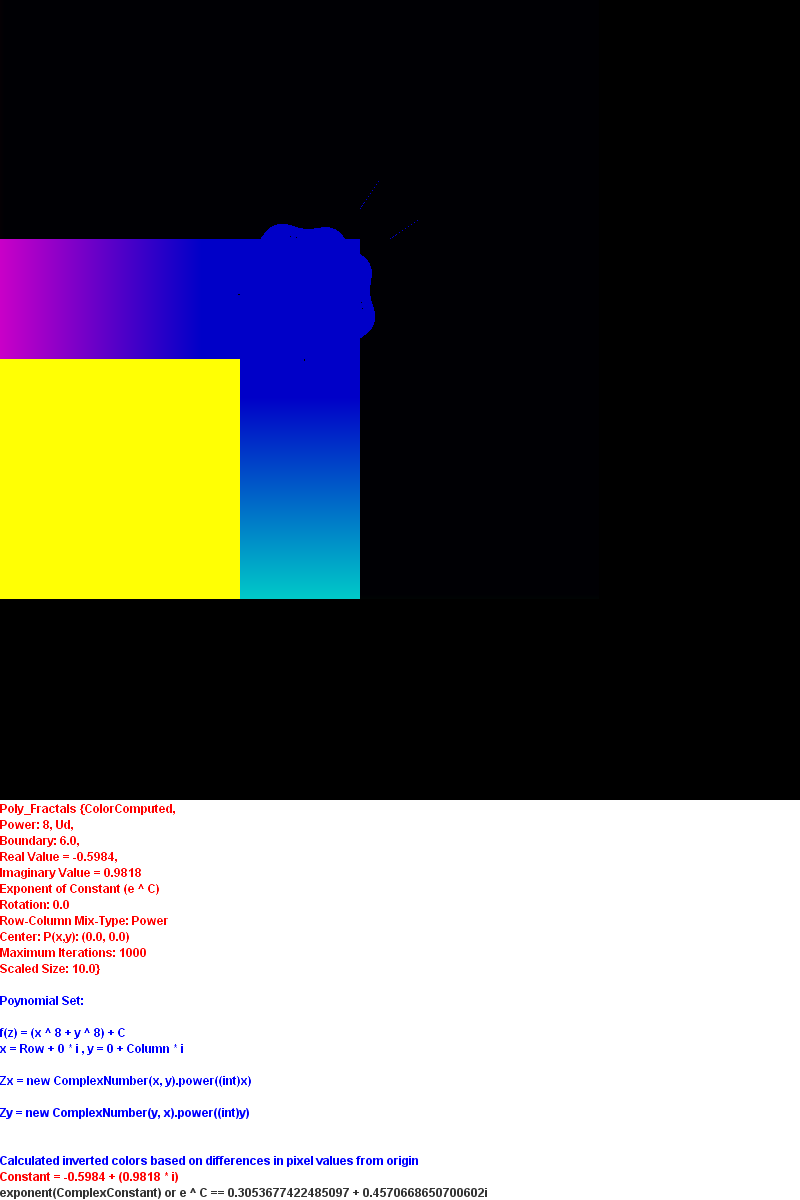 Poly_Fractals {ColorComputed,
Power: 8, Ud,
Boundary: 6.0,
Real Value = -0.5984,
Imaginary Value = 0.9818
Exponent of Constant (e ^ C)
Rotation: 0.0
Row-Column Mix-Type: Power
Center: P(x,y): (0.0, 0.0)
Maximum Iterations: 1000
Scaled Size: 10.0}
Poynomial Set:
f(z) = (x ^ 8 + y ^ 8) + C
x = Row + 0 * i , y = 0 + Column * i
Zx = new ComplexNumber(x, y).power((int)x)
Zy = new ComplexNumber(y, x).power((int)y)
Calculated inverted colors based on differences in pixel values from origin
Constant = -0.5984 + (0.9818 * i)
exponent(ComplexConstant) or e ^ C == 0.3053677422485097 + 0.4570668650700602i